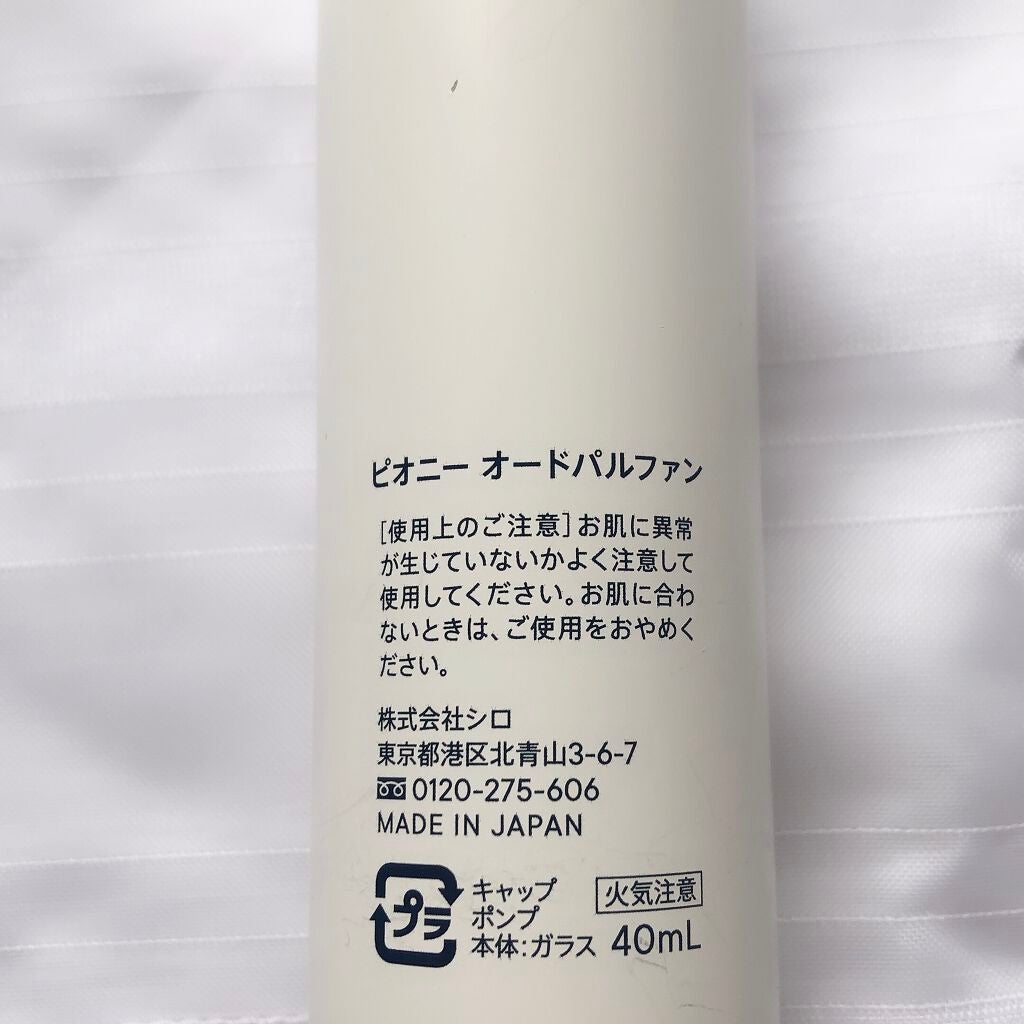 ピオニー オードパルファン
[使用上のご注意]お肌に異常
が生じていないかよく注意して
使用してください。お肌に合わ
ないときは、ご使用をおやめく
ださい。
株式会社シロ
東京都港区北青山3-6-7
0120-275-606
MADE IN JAPAN
プラ
キャップ
ポンプ
本体:ガラス
火気注意
40mL